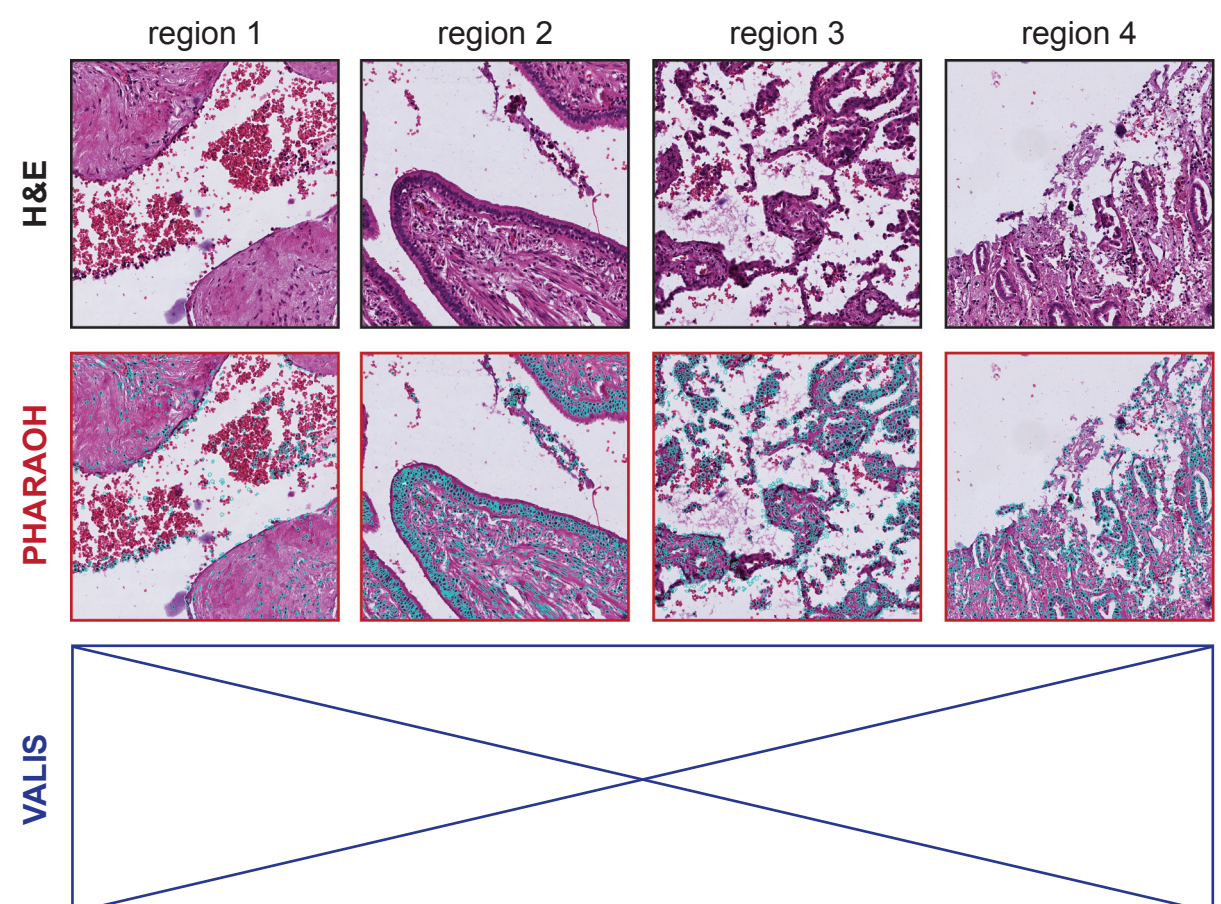 region 1
region 2
region 3
region 4
H&E
PHARAOH
VALIS